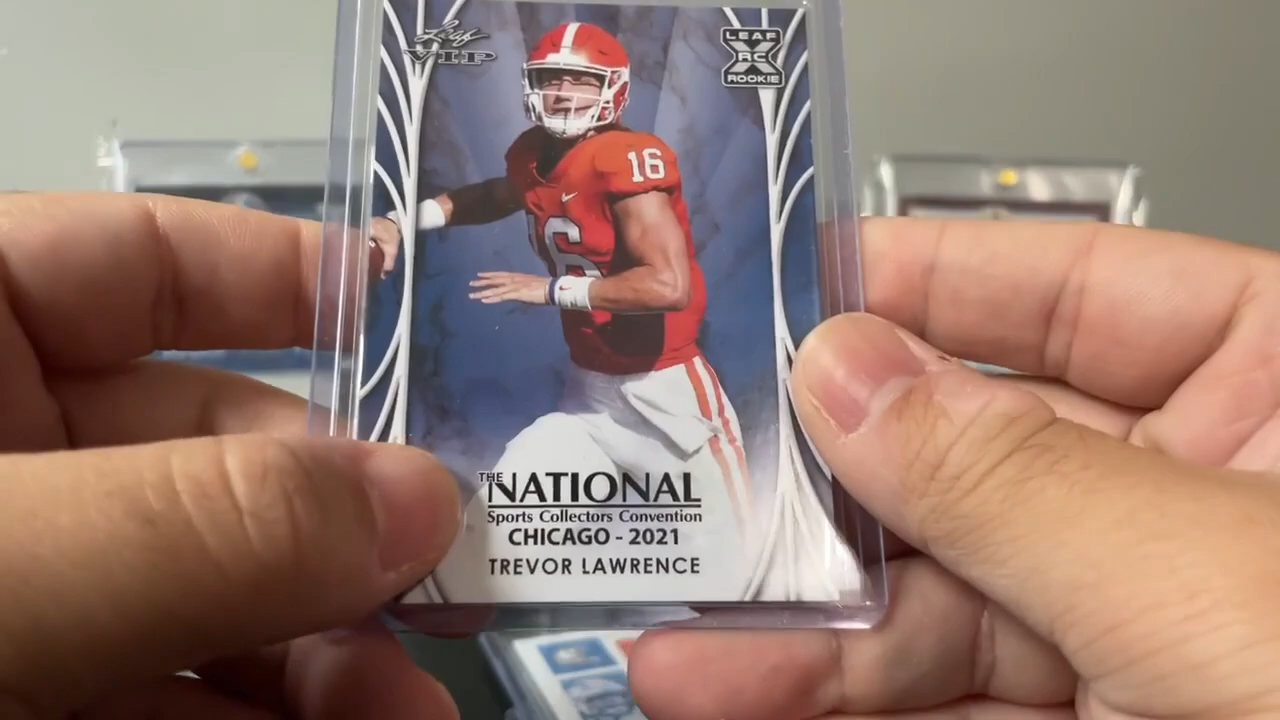 Leaf
VIP
LEAF
RC
ROOKIE
16
16
THE NATIONAL
Sports Collectors Convention
CHICAGO - 2021
TREVOR LAWRENCE